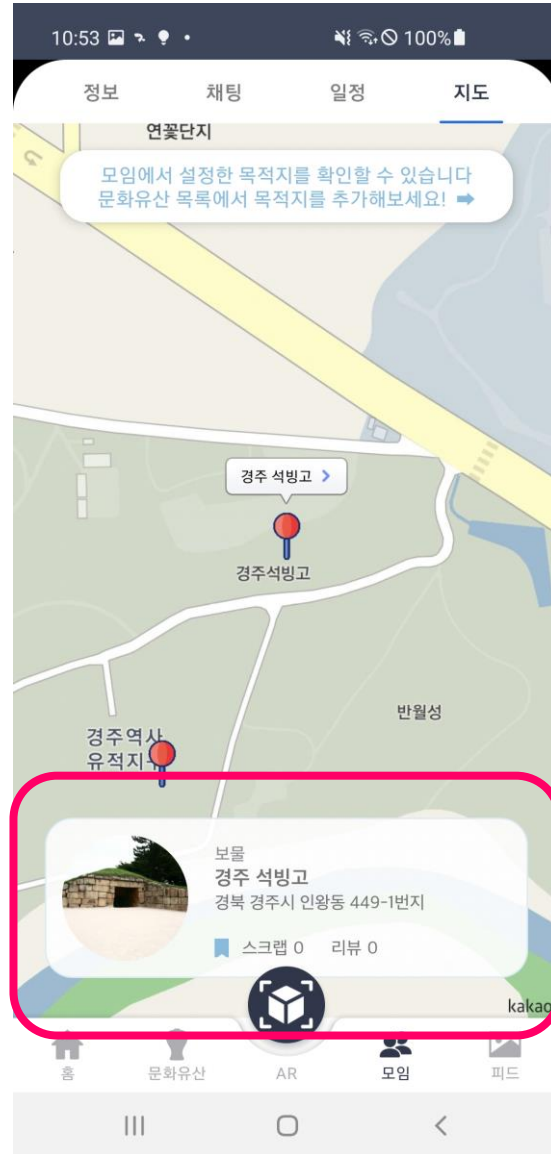 10:53 100%
정보 채팅 일정 지도
연꽃단지
모임에서 설정한 목적지를 확인할 수 있습니다
문화유산 목록에서 목적지를 추가해보세요! ➡
경주 석빙고 >
경주석빙고
반월성
경주역사
유적지구
보물
경주 석빙고
경북 경주시 인왕동 449-1번지
스크랩 0 리뷰 0
kakao
홈 문화유산 AR 모임 피드